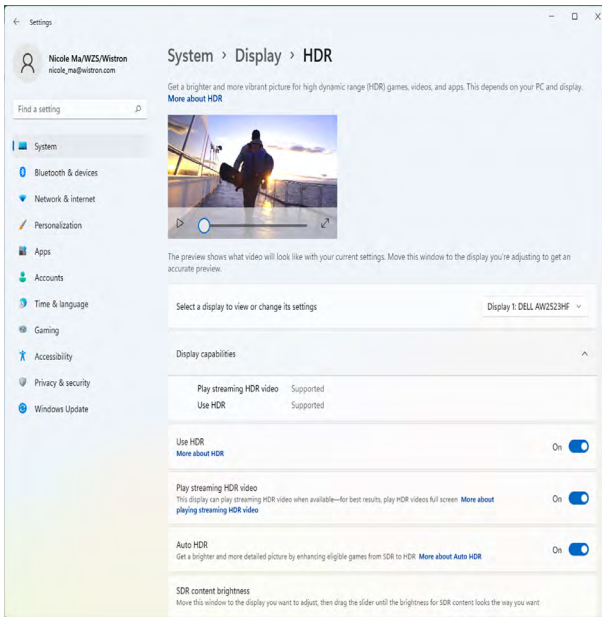 Settings
Nicole Ma/WZS/Wistron
nicole_ma@wistron.com
Find a setting
System
Bluetooth & devices
Network & internet
Personalization
Apps
Accounts
Time & language
Gaming
Accessibility
Privacy & security
Windows Update
System > Display > HDR
Get a brighter and more vibrant picture for high dynamic range (HDR) games, videos, and apps. This depends on your PC and display.
More about HDR
The preview shows what video will look like with your current settings. Move this window to the display you're adjusting to get an
accurate preview.
Select a display to view or change its settings
Display 1: DELL AW2523HF
Display capabilities
Play streaming HDR video Supported
Use HDR Supported
Use HDR
More about HDR
On
Play streaming HDR video
This display can play streaming HDR video when available—for best results, play HDR videos full screen More about
playing streaming HDR video
On
Auto HDR
Get a brighter and more detailed picture by enhancing eligible games from SDR to HDR More about Auto HDR
On
SDR content brightness
Move this window to the display you want to adjust, then drag the slider until the brightness for SDR content looks the way you want